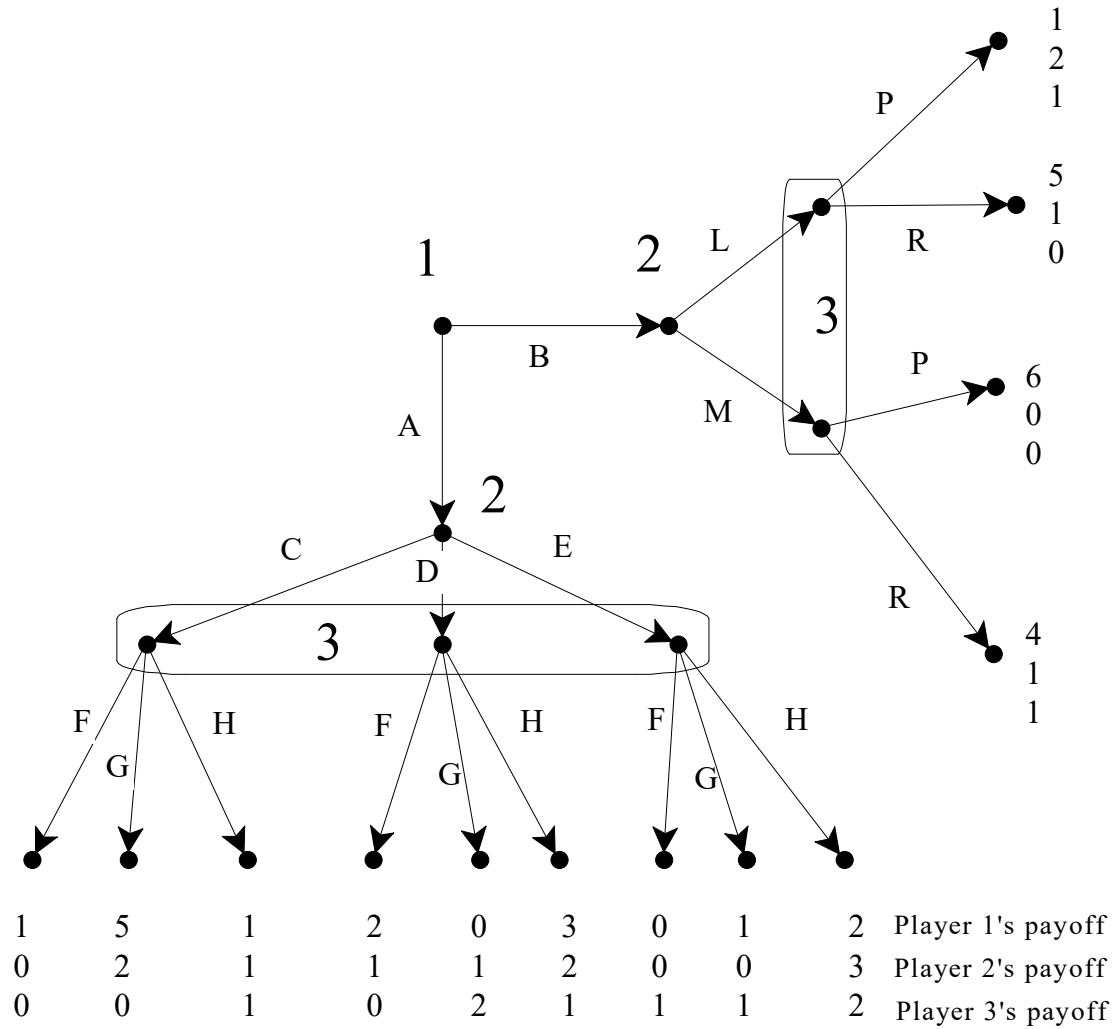 1
2
1
P
5
1
0
L
R
1
2
3
B
P
6
0
0
M
A
2
C
E
D
R
3
4
1
1
F
G
H
F
G
H
F
G
H
1 5 1 2 0 3 0 1 2 Player 1's payoff
0 2 1 1 1 2 0 0 3 Player 2's payoff
0 0 1 0 2 1 1 1 2 Player 3's payoff